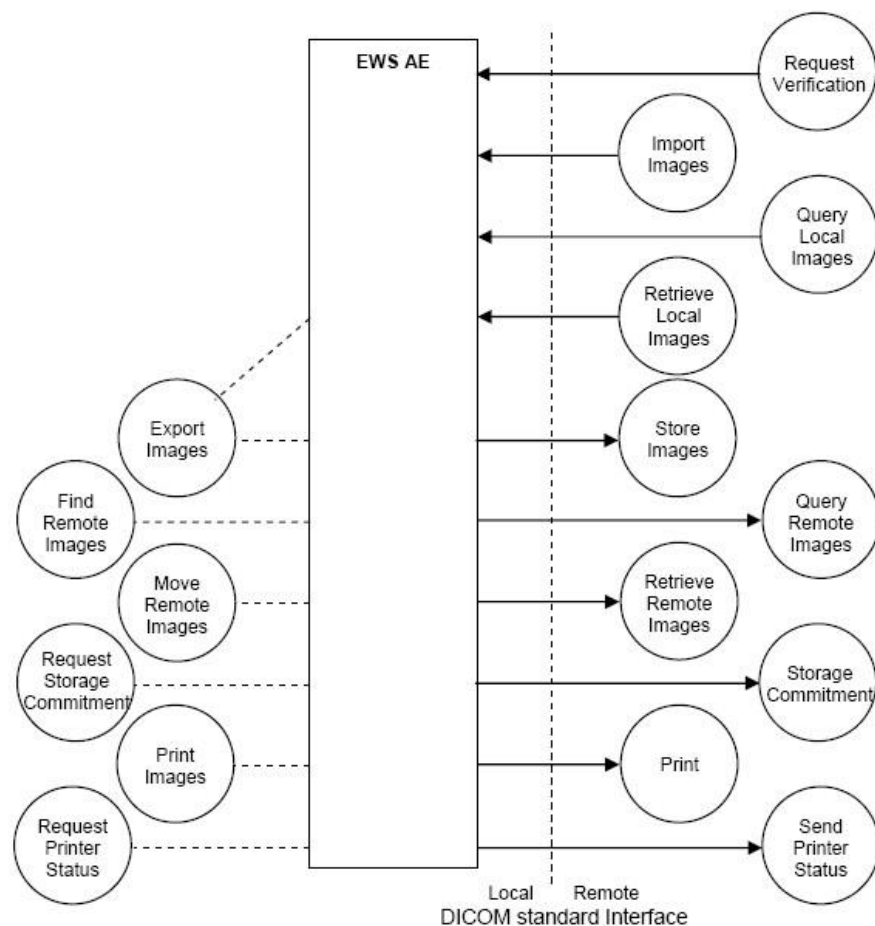 EWS AE
Request
Verification
Import
Images
Query
Local
Images
Retrieve
Local
Images
Export
Images
Store
Images
Find
Remote
Images
Query
Remote
Images
Move
Remote
Images
Retrieve
Remote
Images
Request
Storage
Commitment
Storage
Commitment
Print
Images
Print
Request
Printer
Status
Send
Printer
Status
Local
Remote
DICOM standard Interface